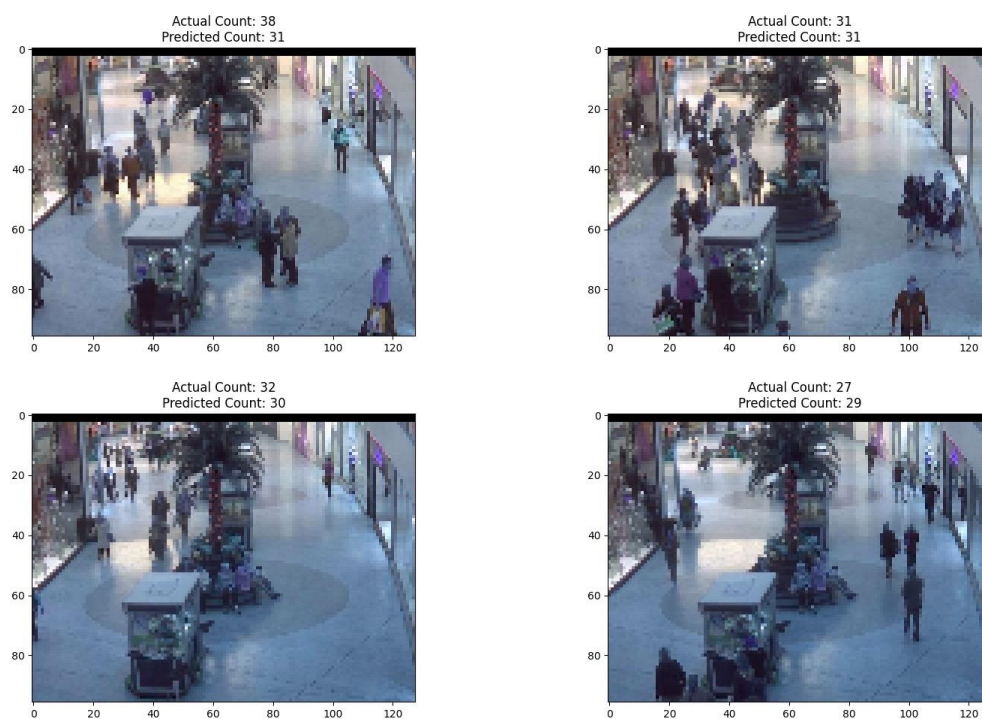 Actual Count: 38
Predicted Count: 31
0
20
40
60
80
0 20 40 60 80 100 120
Actual Count: 31
Predicted Count: 31
0
20
40
60
80
0 20 40 60 80 100 120
Actual Count: 32
Predicted Count: 30
0
20
40
60
80
0 20 40 60 80 100 120
Actual Count: 27
Predicted Count: 29
0
20
40
60
80
0 20 40 60 80 100 120